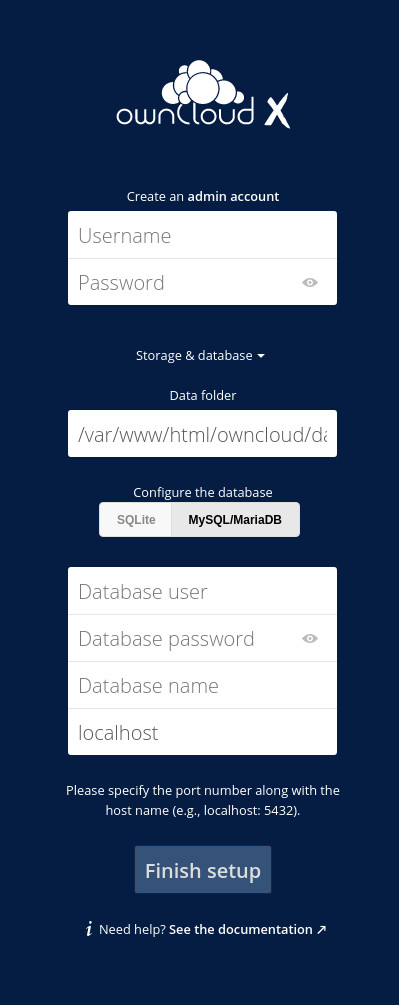 ownCloud X
Create an admin account
Username
Password
Storage & database
Data folder
/var/www/html/owncloud/da
Configure the database
SQLite MySQL/MariaDB
Database user
Database password
Database name
localhost
Please specify the port number along with the
host name (e.g., localhost: 5432).
Finish setup
i Need help? See the documentation ↗